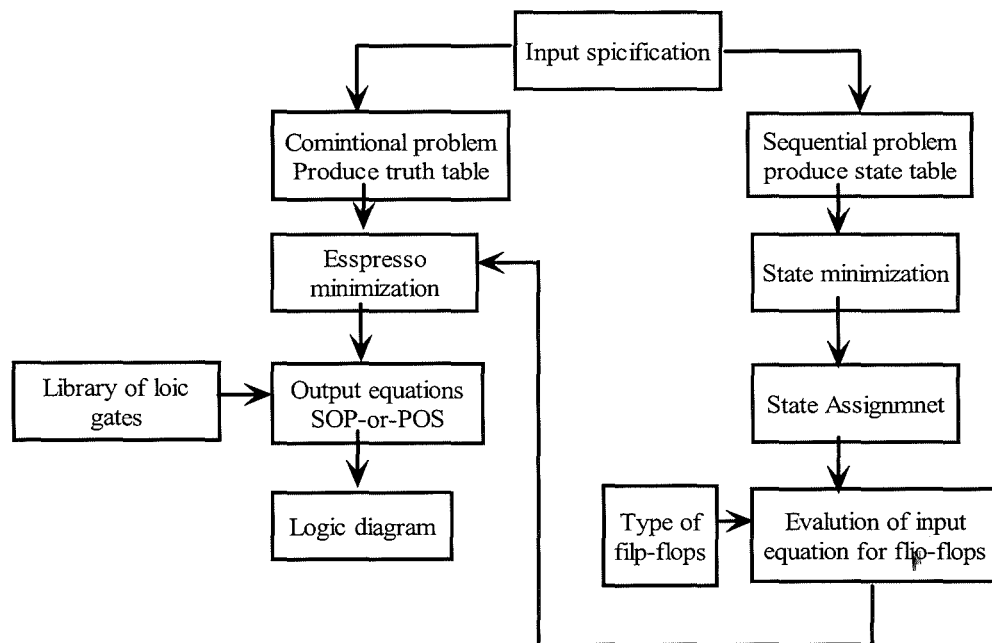 Input spicification
Comintional problem
Produce truth table
Sequential problem
produce state table
Esspresso
minimization
State minimization
Library of loic
gates
Output equations
SOP-or-POS
State Assignmnet
Logic diagram
Type of
filp-flops
Evalution of input
equation for flio-flops